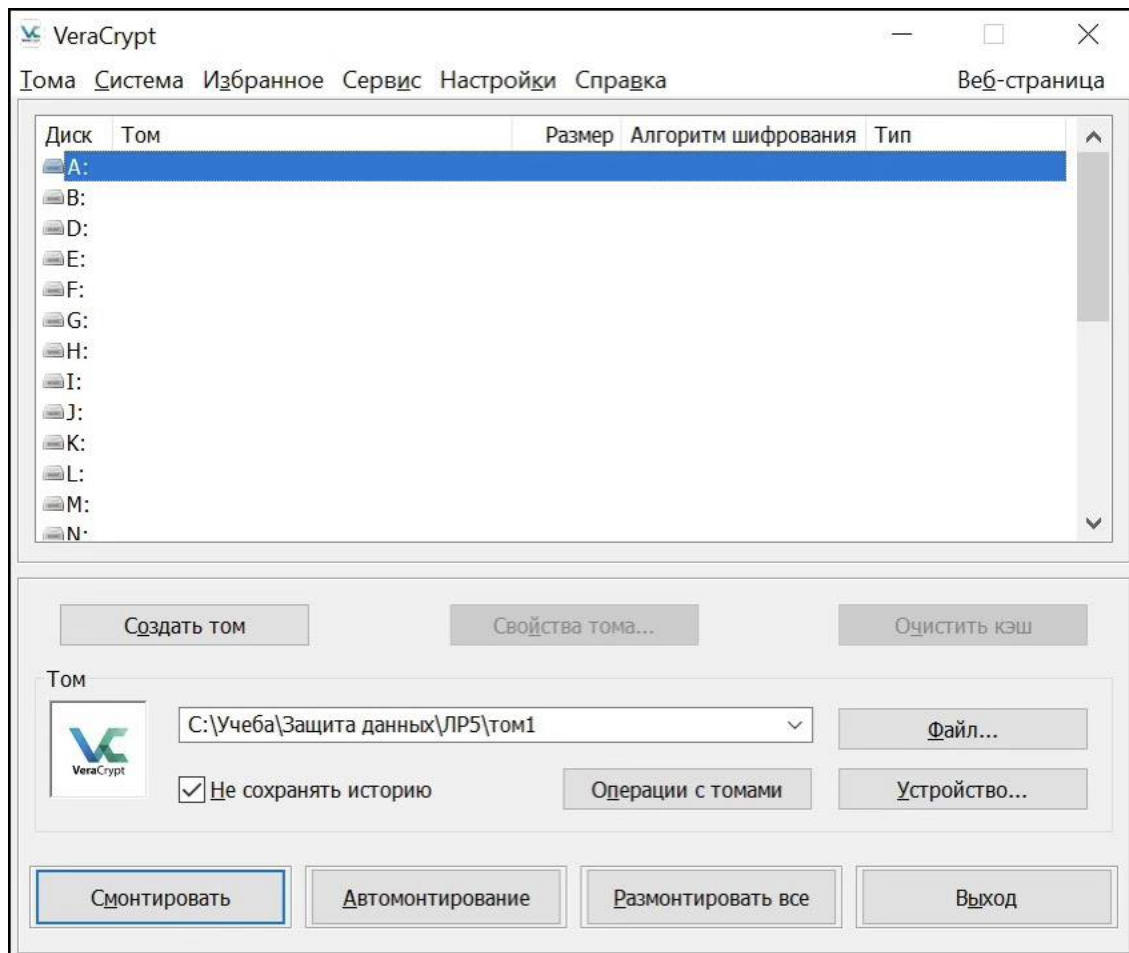 VeraCrypt
Тома Система Избранное Сервис Настройки Справка Веб-страница
Диск Том Размер Алгоритм шифрования Тип
A:
B:
D:
E:
F:
G:
H:
I:
J:
K:
L:
M:
N:
Создать том Свойства тома... Очистить кэш
Том
C:\Учеба\Защита данных\ЛР5\том1 Файл...
VeraCrypt
Не сохранять историю Операции с томами Устройство...
Смонтировать Автомонтирование Размонтировать все Выход